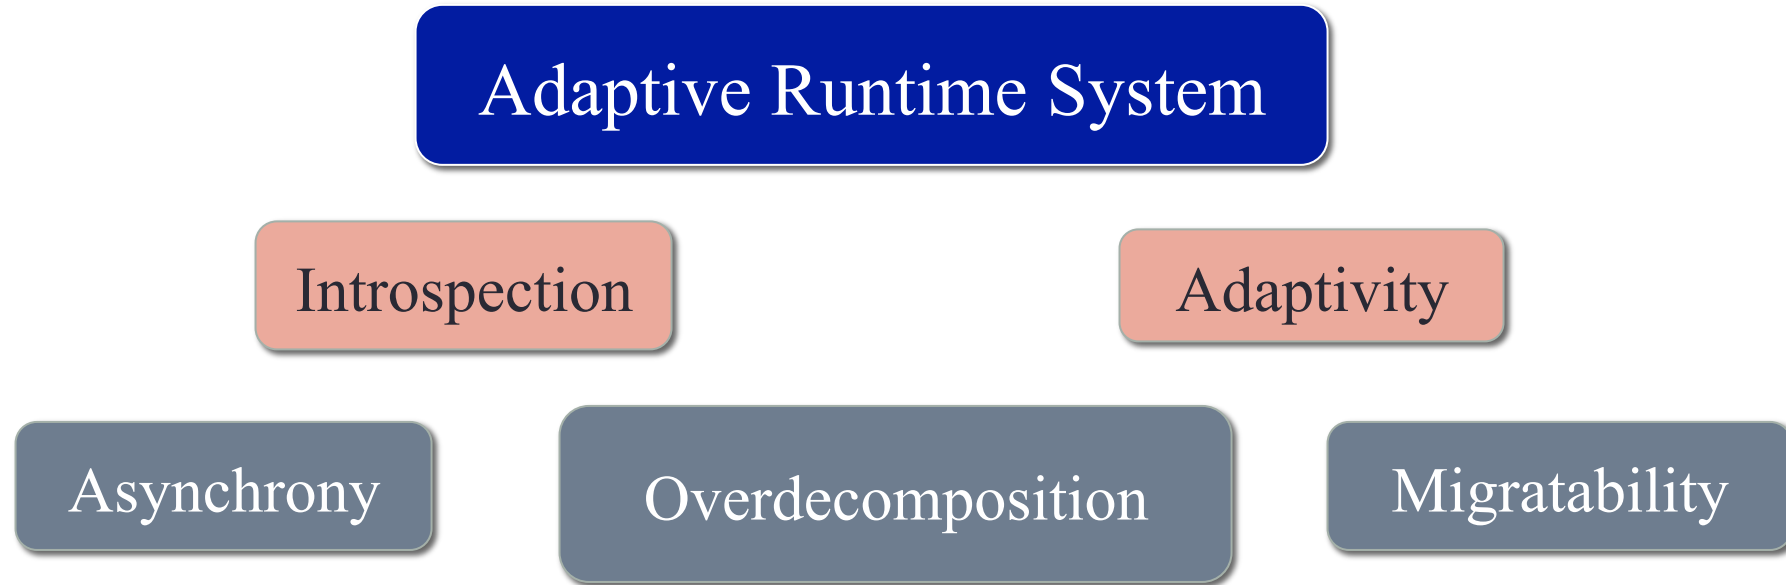 Adaptive Runtime System
Introspection
Adaptivity
Asynchrony
Overdecomposition
Migratability